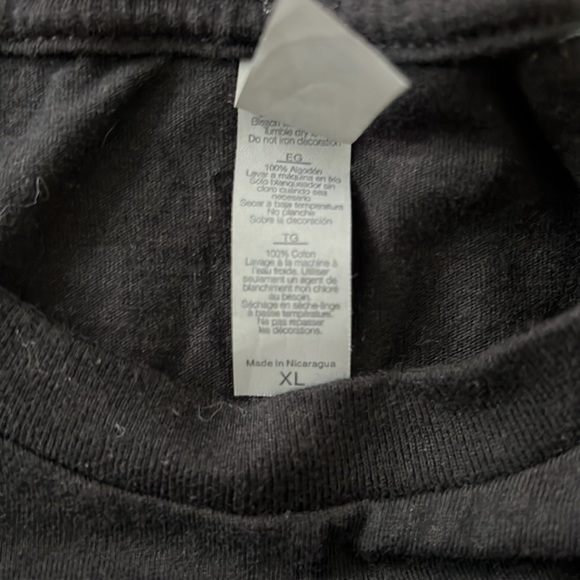 Tumble dry
Do not iron decoration
EG
100% Algodón
Lavar a máquina en frío
Solo blanqueador sin
cloro cuando sea
necesario
Secar a baja temperatura
No planche
Sobre la decoración
TG
100% Coton
Lavage à la machine à
l'eau froide. Utiliser
seulement un agent de
blanchiment non chloré
au besoin.
Séchage en sèche-linge
à basse température.
Ne pas repasser
les décorations.
Made in Nicaragua
XL